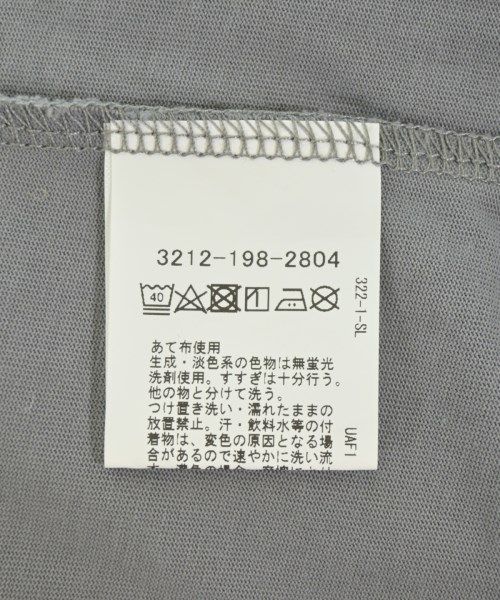 3212-198-2804
40
あて布使用
生成・淡色系の色物は無蛍光
洗剤使用。すすぎは十分行う。
他の物と分けて洗う。
つけ置き洗い・濡れたままの
放置禁止。汗・飲料水等の付
着物は、変色の原因となる場
合があるので速やかに洗い流
322-1-SL
UAF1